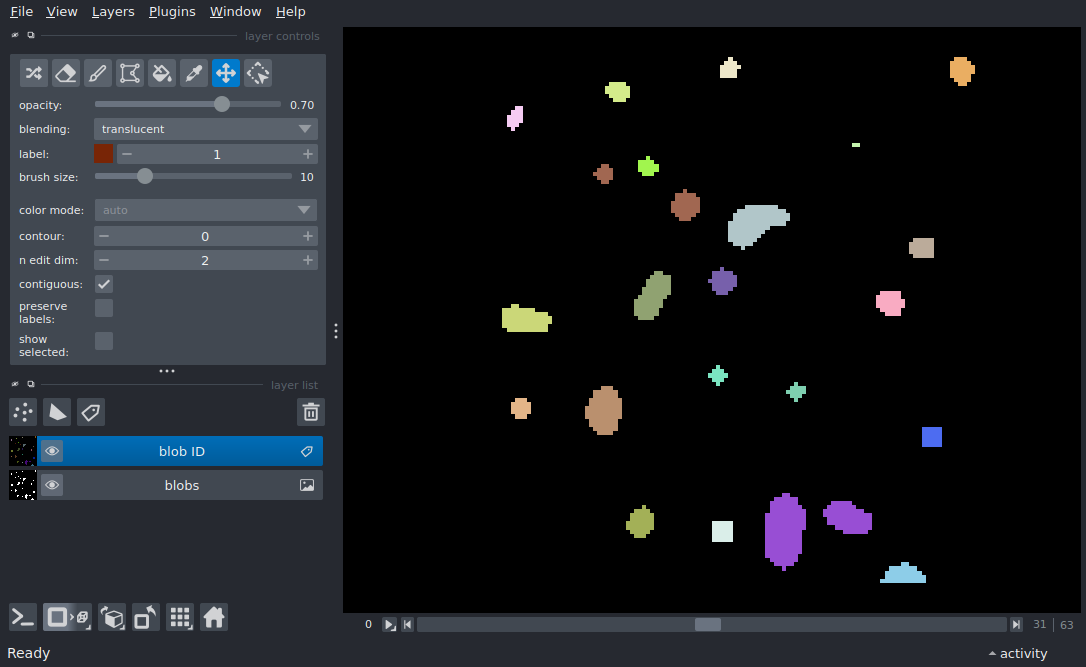 File View Layers Plugins Window Help
layer controls
opacity: 0.70
blending: translucent
label: 1
brush size: 10
color mode: auto
contour: 0
n edit dim: 2
contiguous:
preserve
labels:
show
selected:
layer list
blob ID
blobs
0 31 63
Ready activity